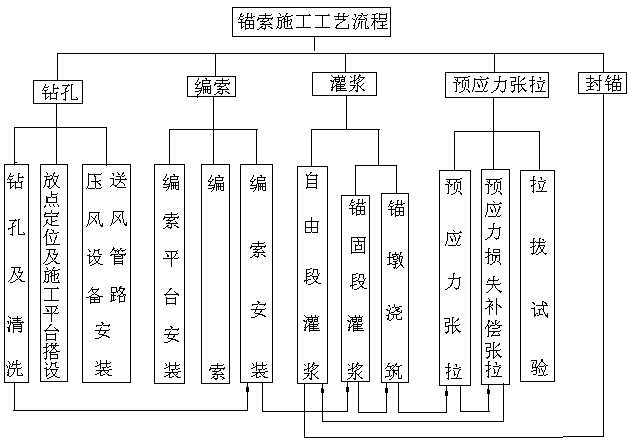 锚索施工工艺流程
钻孔
编索
灌浆
预应力张拉
封锚
钻孔及清洗
放点定位及施工平台搭设
压风设备
送风管路
安装
编索平台安装
编索
编索安装
自由段灌浆
锚固段灌浆
锚墩浇筑
预应力张拉
预应力损失补偿张拉
拉拔试验